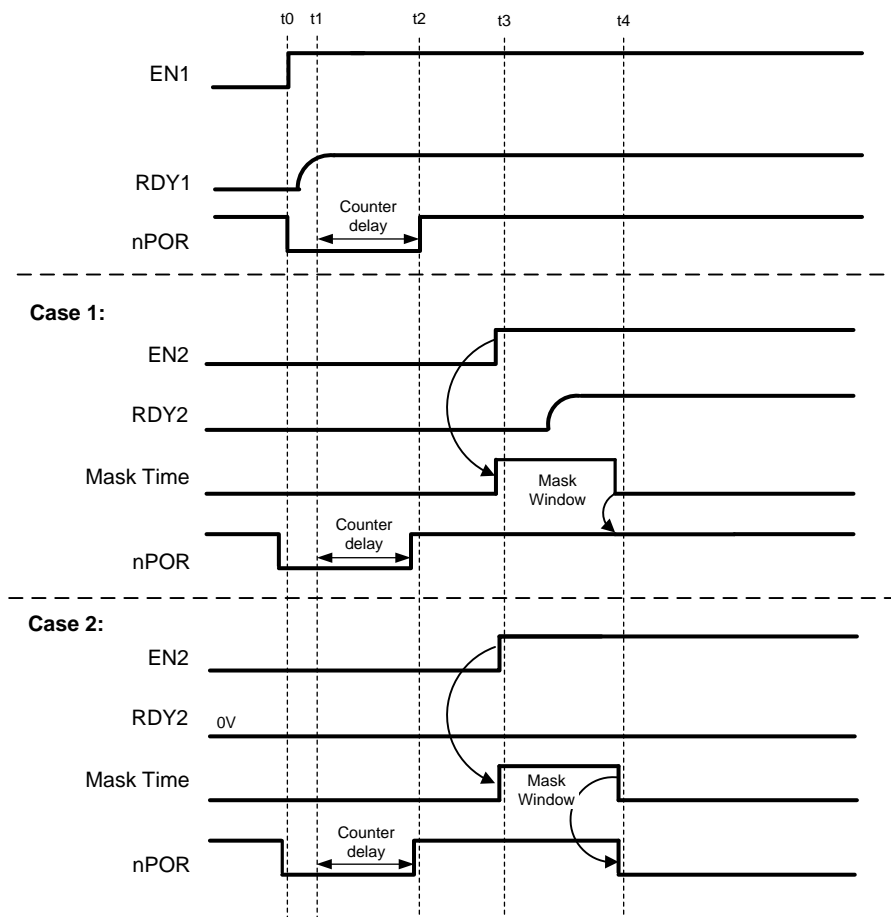 t0 t1 t2 t3 t4
EN1
RDY1
Counter
delay
nPOR
Case 1:
EN2
RDY2
Mask Time
Mask
Window
Counter
delay
nPOR
Case 2:
EN2
RDY2
0V
Mask Time
Mask
Window
Counter
delay
nPOR